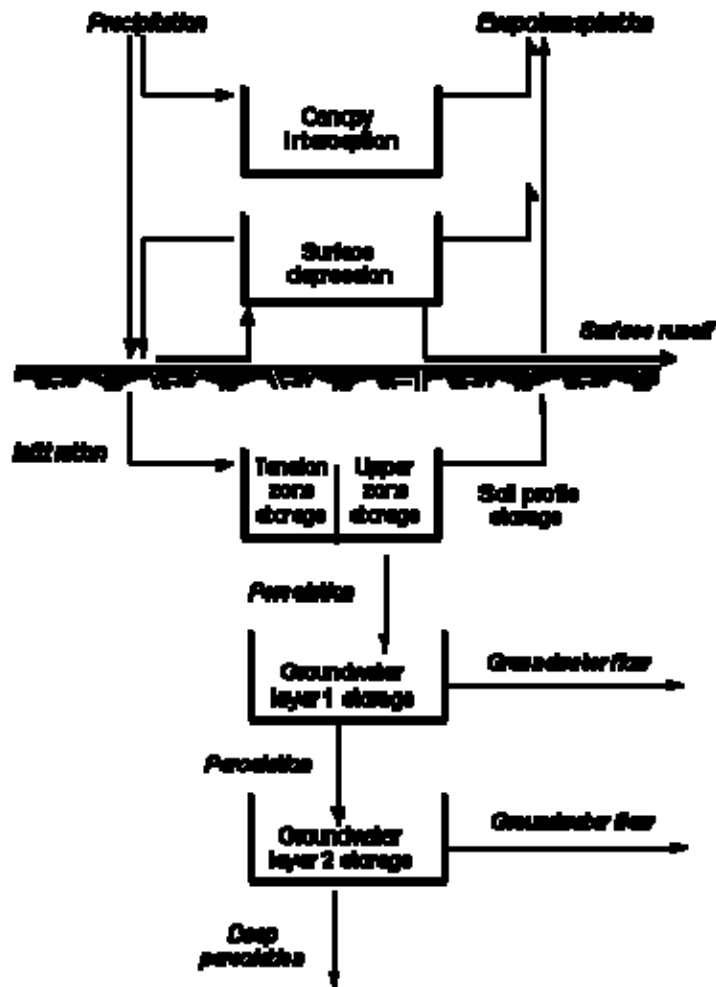 Precipitation
Evapotranspiration
Canopy
Interception
Surface
depression
Surface runoff
Infiltration
Tension
zone
storage
Upper
zone
storage
Soil profile
storage
Percolation
Groundwater
layer 1 storage
Groundwater flow
Percolation
Groundwater
layer 2 storage
Groundwater flow
Deep
percolation